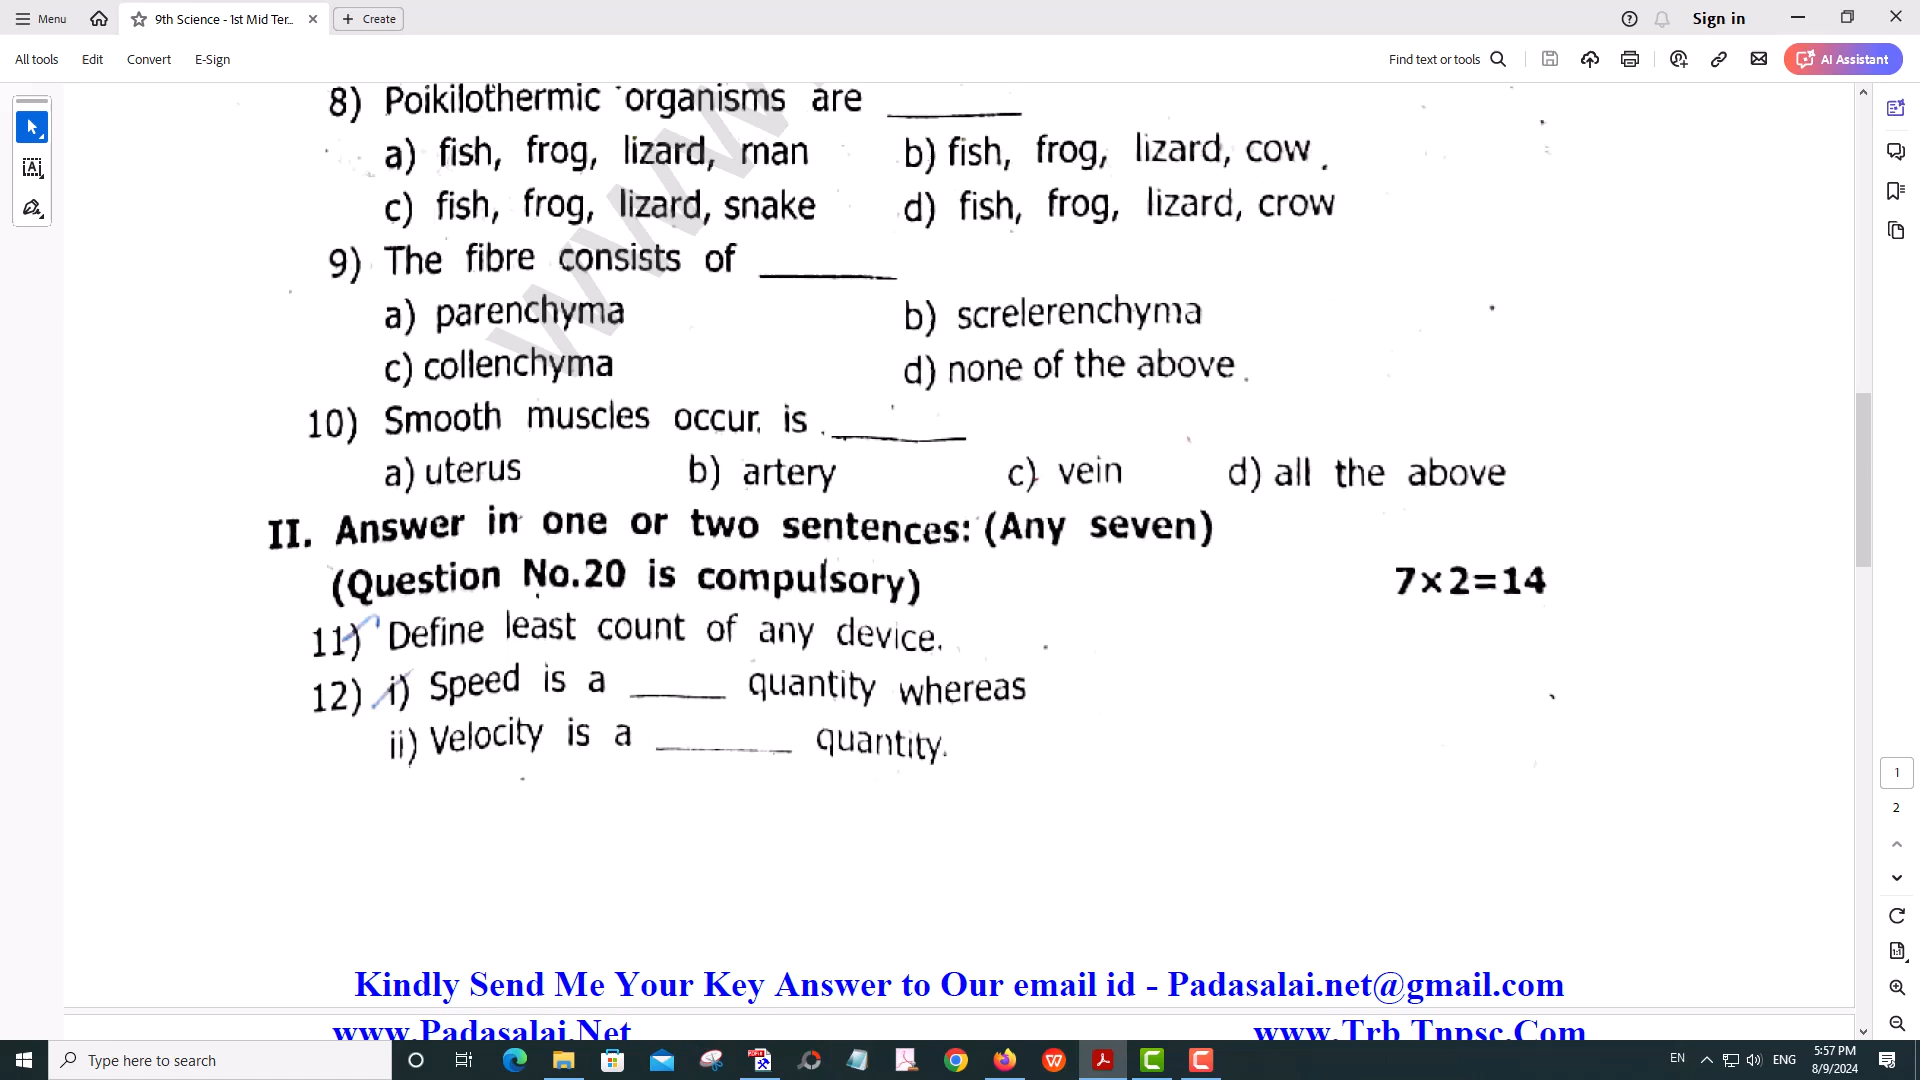 Menu
9th Science - 1st Mid Ter...
Create
Sign in
All tools Edit Convert E-Sign
Find text or tools
AI Assistant
8) Poikilothermic organisms are ______
a) fish, frog, lizard, man b) fish, frog, lizard, cow
c) fish, frog, lizard, snake d) fish, frog, lizard, crow
9) The fibre consists of ______
a) parenchyma b) screlerenchyma
c) collenchyma d) none of the above
10) Smooth muscles occur is ______
a) uterus b) artery c) vein d) all the above
II. Answer in one or two sentences: (Any seven)
(Question No.20 is compulsory) 7×2=14
11) Define least count of any device.
12) i) Speed is a ____ quantity whereas
ii) Velocity is a ______ quantity.
1
2
Kindly Send Me Your Key Answer to Our email id - Padasalai.net@gmail.com
www.Padasalai.Net www.Trb Tnpsc.Com
Type here to search
EN
ENG
5:57 PM
8/9/2024
www